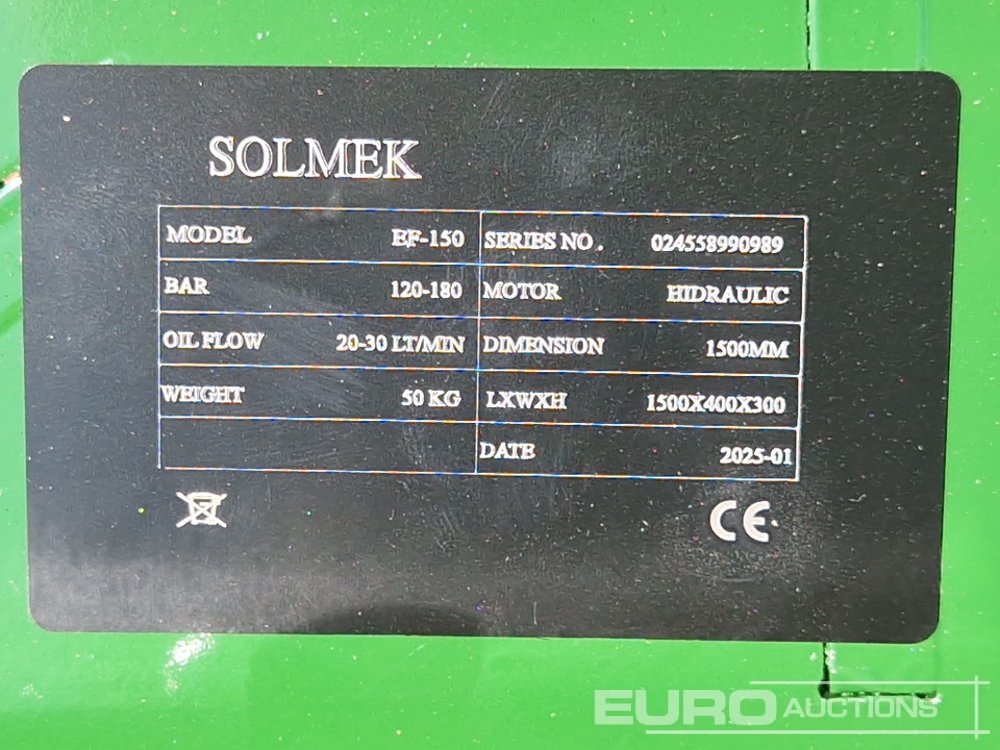 SOLMEK
MODEL EF-150 SERIES NO. 024558990989
BAR 120-180 MOTOR HIDRAULIC
OIL FLOW 20-30 LT/MIN DIMENSION 1500MM
WEIGHT 50 KG LXWXH 1500X400X300
DATE 2025-01
CE
EURO AUCTIONS